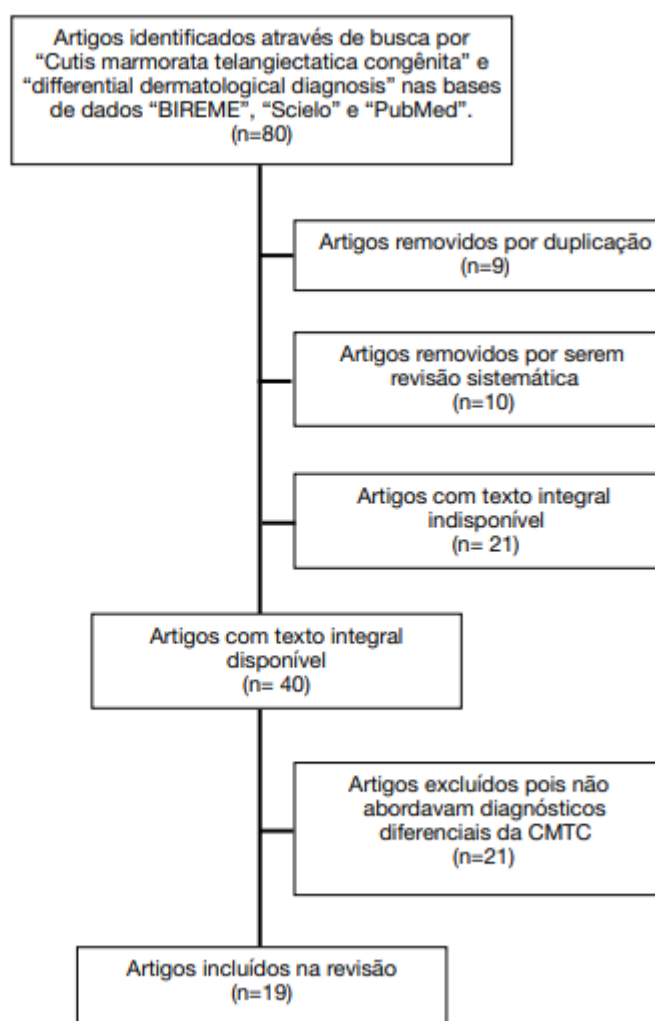 Artigos identificados através de busca por
“Cutis marmorata telangiectatica congênita” e
“differential dermatological diagnosis” nas bases
de dados “BIREME”, “Scielo” e “PubMed”.
(n=80)
Artigos removidos por duplicação
(n=9)
Artigos removidos por serem
revisão sistemática
(n=10)
Artigos com texto integral
indisponível
(n= 21)
Artigos com texto integral
disponível
(n= 40)
Artigos excluídos pois não
abordavam diagnósticos
diferenciais da CMTC
(n=21)
Artigos incluídos na revisão
(n=19)